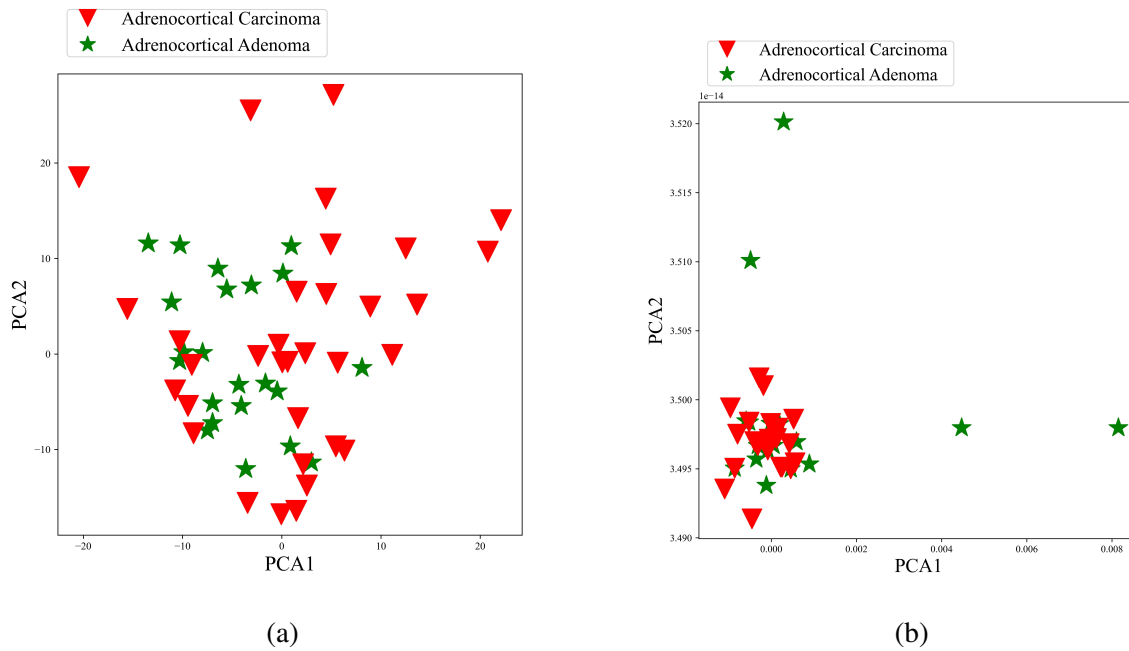 Adrenocortical Carcinoma
Adrenocortical Adenoma
20
10
0
−10
PCA2
−20
−10
0
10
20
PCA1
(a)
Adrenocortical Carcinoma
Adrenocortical Adenoma
1e−14
3.520
3.515
3.510
3.505
3.500
3.495
3.490
PCA2
0.000
0.002
0.004
0.006
0.008
PCA1
(b)